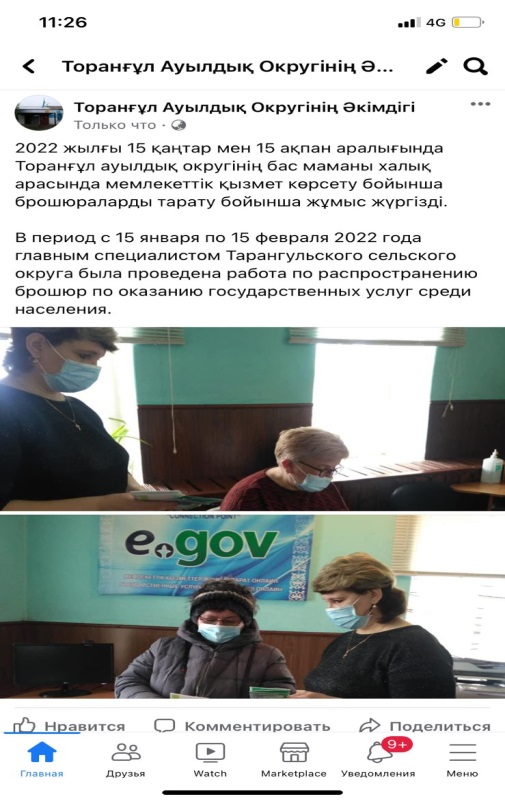 11:26
4G
Торанғұл Ауылдық Округінің Ә...
Торанғұл Ауылдық Округінің Әкімдігі
Только что ·
2022 жылғы 15 қаңтар мен 15 ақпан аралығында
Торанғұл ауылдық округінің бас маманы халық
арасында мемлекеттік қызмет көрсету бойынша
брошюраларды тарату бойынша жұмыс жүргізді.
В период с 15 января по 15 февраля 2022 года
главным специалистом Тарангульского сельского
округа была проведена работа по распространению
брошюр по оказанию государственных услуг среди
населения.
"CONNECTION POINT"
e.gov
Нравится
Комментировать
Поделиться
9+
Главная
Друзья
Watch
Marketplace
Уведомления
Меню